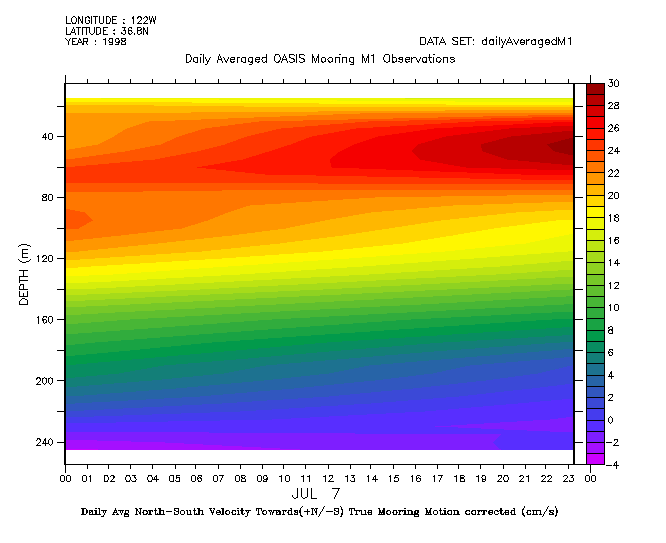 LONGITUDE : 122W
LATITUDE : 36.8N
YEAR : 1998
DATA SET: dailyAveragedM1
Daily Averaged OASIS Mooring M1 Observations
DEPTH (m)
40
80
120
160
200
240
30
28
26
24
22
20
18
16
14
12
10
8
6
4
2
0
-2
-4
00 01 02 03 04 05 06 07 08 09 10 11 12 13 14 15 16 17 18 19 20 21 22 23 00
JUL 7
Daily Avg North-South Velocity Towards(+N/-S) True Mooring Motion corrected (cm/s)